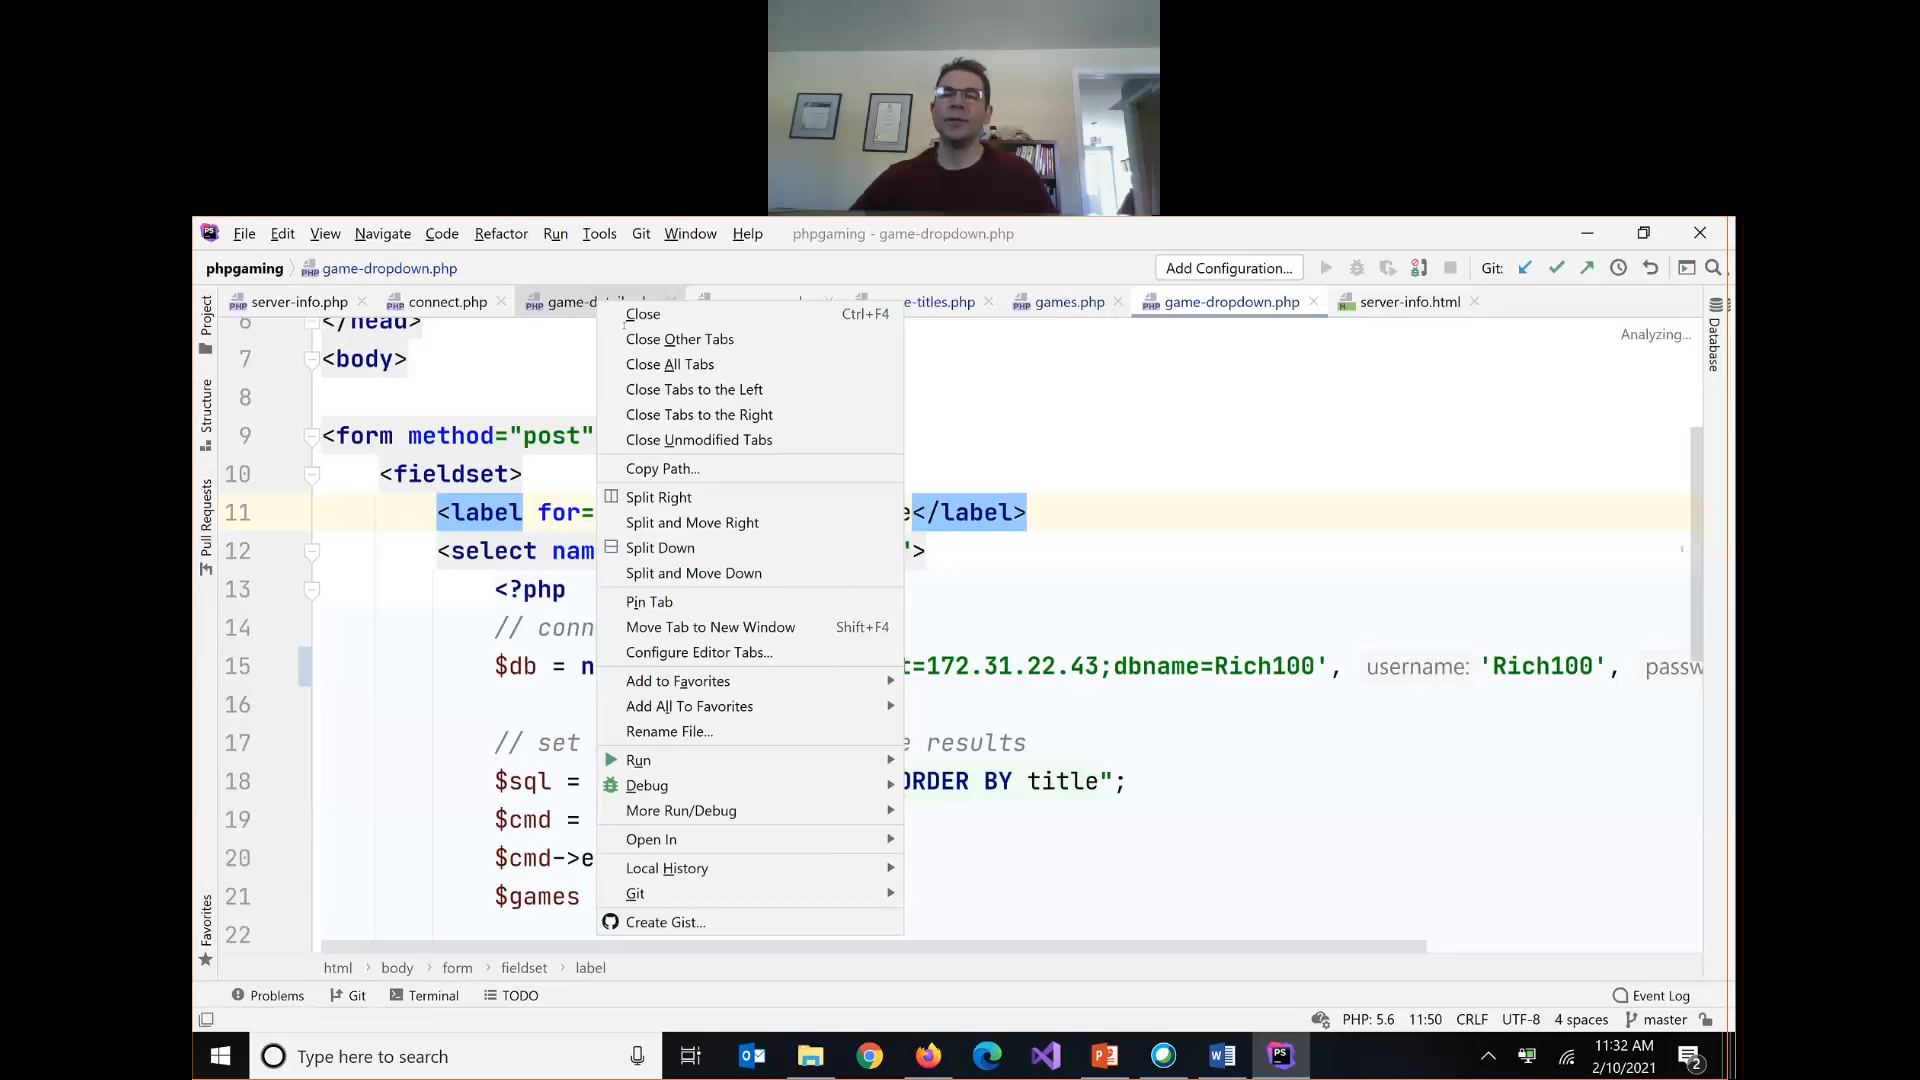 File Edit View Navigate Code Refactor Run Tools Git Window Help phpgaming - game-dropdown.php
phpgaming game-dropdown.php Add Configuration... Git:
server-info.php connect.php e-titles.php games.php game-dropdown.php server-info.html
Analyzing...
Project
Structure
Pull Requests
Favorites
Database
6 </head>
7 <body>
8
9 <form method="post"
10 <fieldset>
11 <label for= e</label>
12 <select nam ">
13 <?php
14 // conn
15 $db = n t=172.31.22.43;dbname=Rich100', username: 'Rich100', passw
16
17 // set e results
18 $sql = ORDER BY title";
19 $cmd =
20 $cmd->e
21 $games
22
Close Ctrl+F4
Close Other Tabs
Close All Tabs
Close Tabs to the Left
Close Tabs to the Right
Close Unmodified Tabs
Copy Path...
Split Right
Split and Move Right
Split Down
Split and Move Down
Pin Tab
Move Tab to New Window Shift+F4
Configure Editor Tabs...
Add to Favorites
Add All To Favorites
Rename File...
Run
Debug
More Run/Debug
Open In
Local History
Git
Create Gist...
html body form fieldset label
Problems Git Terminal TODO Event Log
PHP: 5.6 11:50 CRLF UTF-8 4 spaces master
Type here to search
11:32 AM
2/10/2021
2